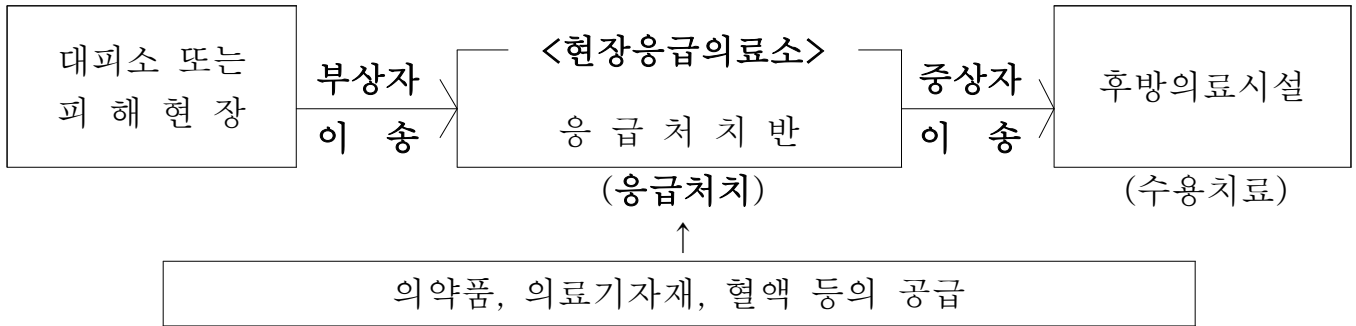 대피소 또는
피 해 현 장
부상자
이 송
<현장응급의료소>
응 급 처 치 반
(응급처치)
중상자
이 송
후방의료시설
(수용치료)
↑
의약품, 의료기자재, 혈액 등의 공급